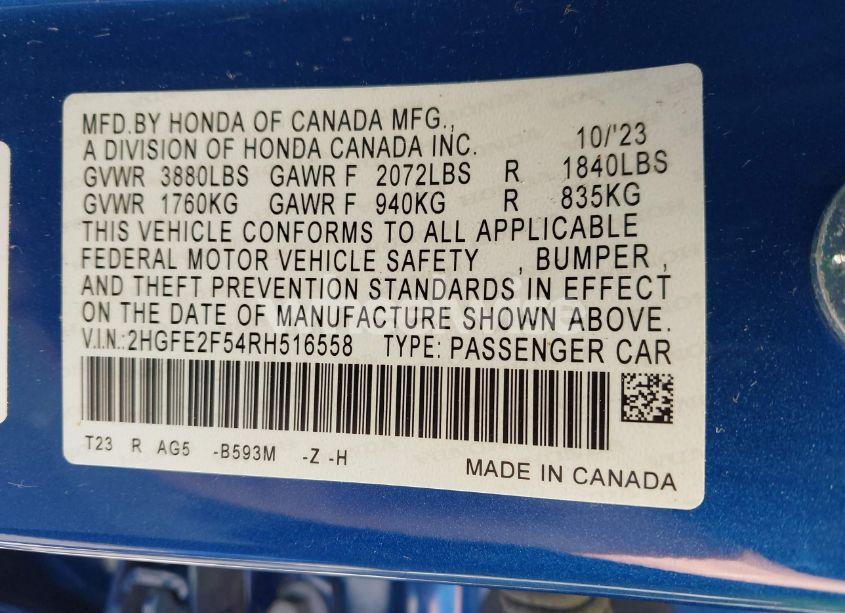 MFD.BY HONDA OF CANADA MFG.,
A DIVISION OF HONDA CANADA INC. 10/'23
GVWR 3880LBS GAWR F 2072LBS R 1840LBS
GVWR 1760KG GAWR F 940KG R 835KG
THIS VEHICLE CONFORMS TO ALL APPLICABLE
FEDERAL MOTOR VEHICLE SAFETY , BUMPER ,
AND THEFT PREVENTION STANDARDS IN EFFECT
ON THE DATE OF MANUFACTURE SHOWN ABOVE.
V.I.N.:2HGFE2F54RH516558 TYPE: PASSENGER CAR
T23 R AG5 -B593M -Z -H
MADE IN CANADA